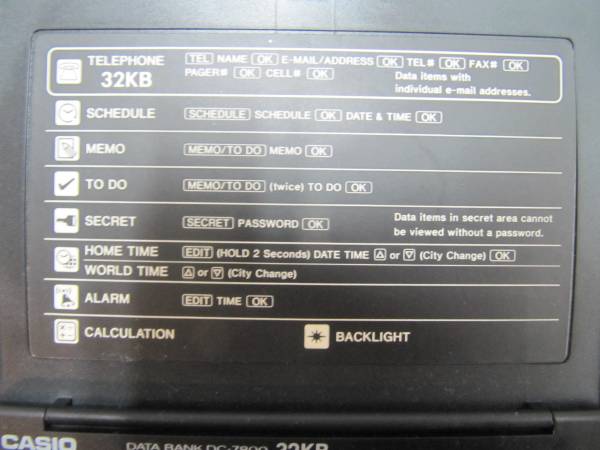 TELEPHONE TEL NAME OK E-MAIL/ADDRESS OK TEL# OK FAX# OK
32KB PAGER# OK CELL# OK Data items with
individual e-mail addresses.
SCHEDULE SCHEDULE SCHEDULE OK DATE & TIME OK
MEMO MEMO/TO DO MEMO OK
TO DO MEMO/TO DO (twice) TO DO OK
SECRET SECRET PASSWORD OK Data items in secret area cannot
be viewed without a password.
HOME TIME EDIT (HOLD 2 Seconds) DATE TIME △ or ▽ (City Change) OK
WORLD TIME △ or ▽ (City Change)
ALARM EDIT TIME OK
CALCULATION BACKLIGHT
CASIO DATA BANK DC-7800 32KB